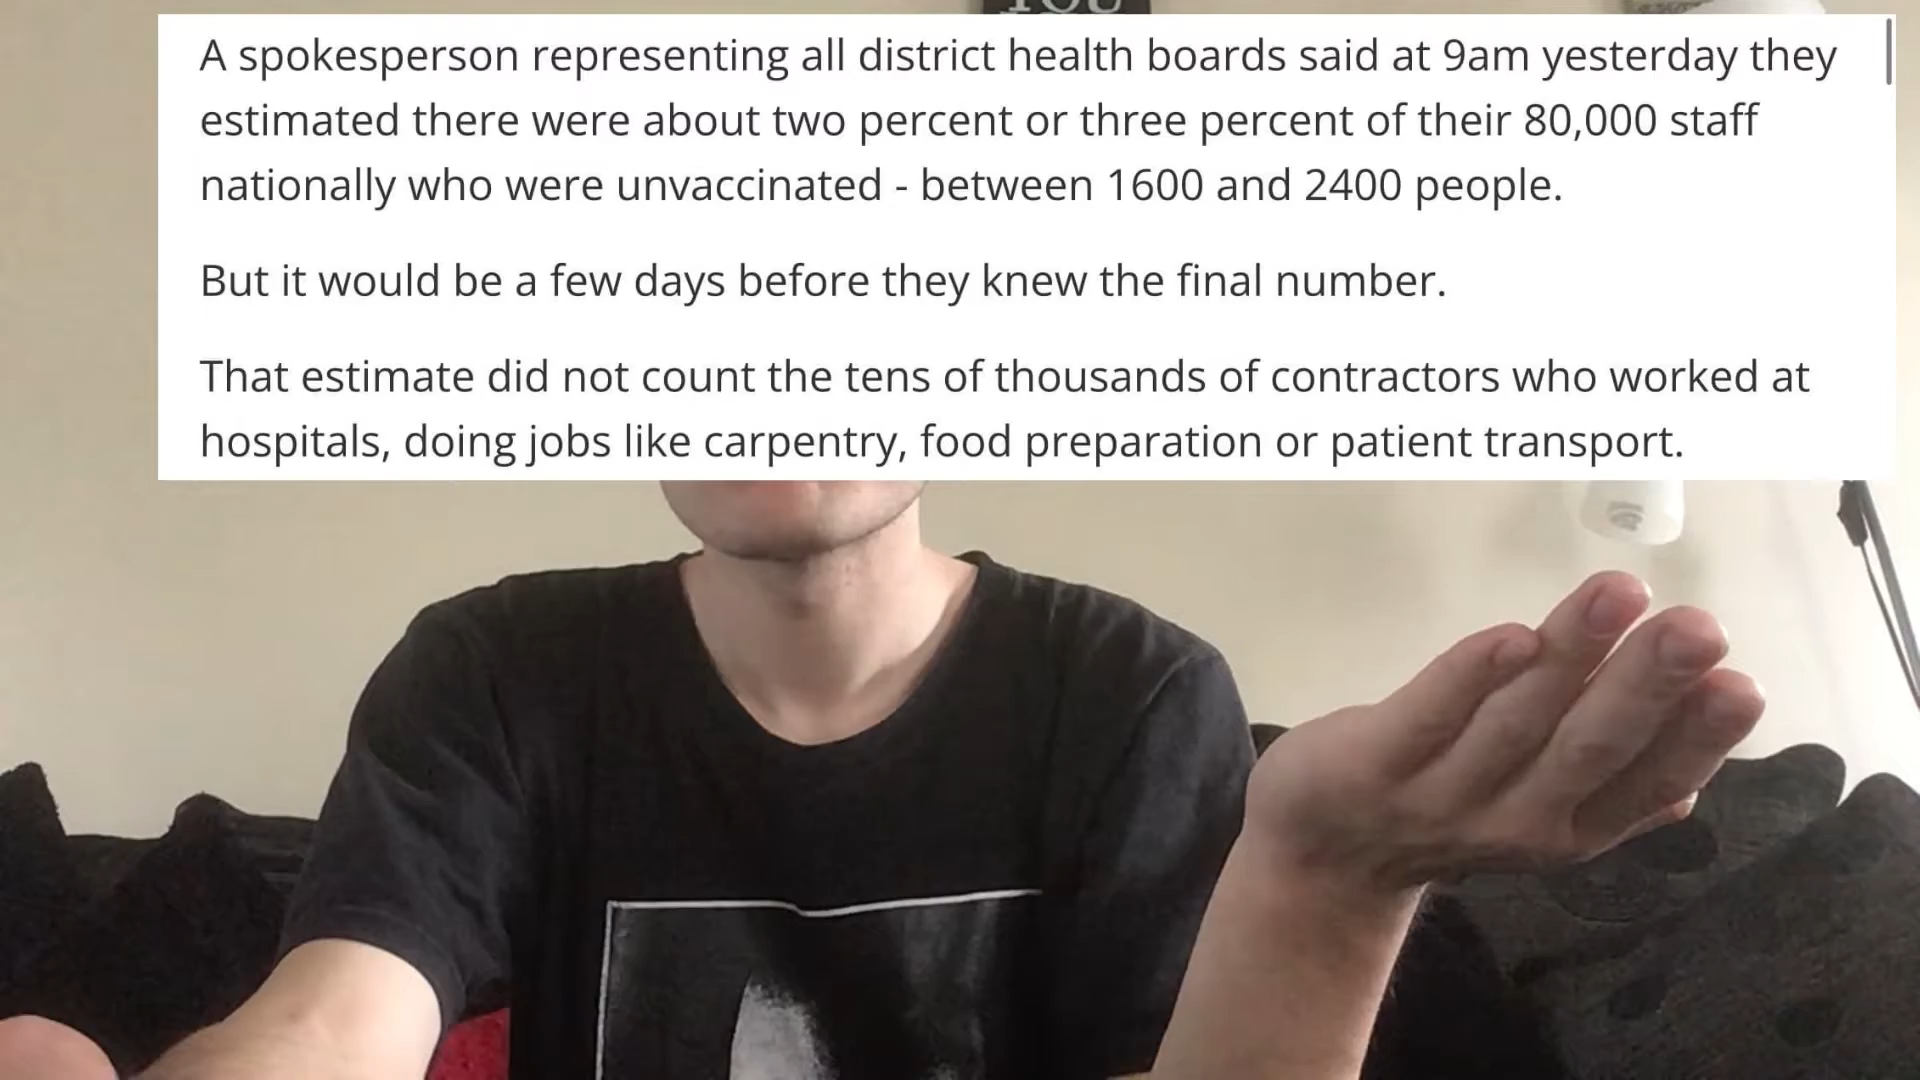 YOU
A spokesperson representing all district health boards said at 9am yesterday they
estimated there were about two percent or three percent of their 80,000 staff
nationally who were unvaccinated - between 1600 and 2400 people.
But it would be a few days before they knew the final number.
That estimate did not count the tens of thousands of contractors who worked at
hospitals, doing jobs like carpentry, food preparation or patient transport.